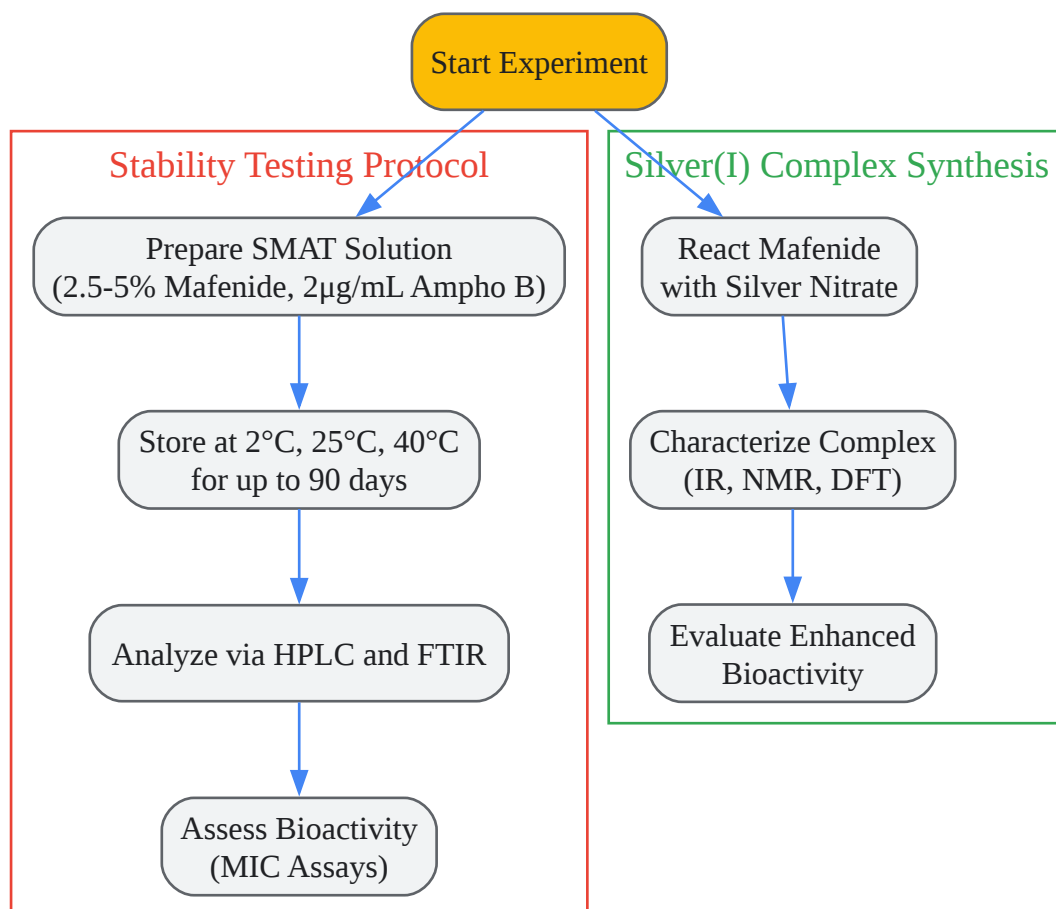 Start Experiment
Stability Testing Protocol
Prepare SMAT Solution
(2.5-5% Mafenide, 2μg/mL Ampho B)
Store at 2°C, 25°C, 40°C
for up to 90 days
Analyze via HPLC and FTIR
Assess Bioactivity
(MIC Assays)
Silver(I) Complex Synthesis
React Mafenide
with Silver Nitrate
Characterize Complex
(IR, NMR, DFT)
Evaluate Enhanced
Bioactivity